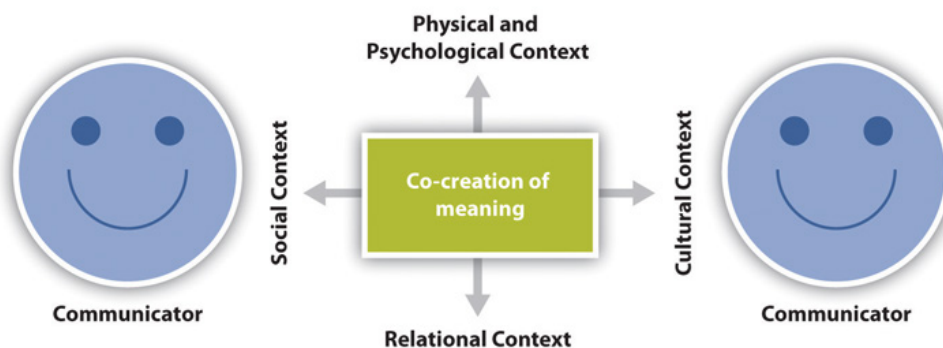 Physical and
Psychological Context
Social Context
Co-creation of
meaning
Cultural Context
Communicator
Relational Context
Communicator